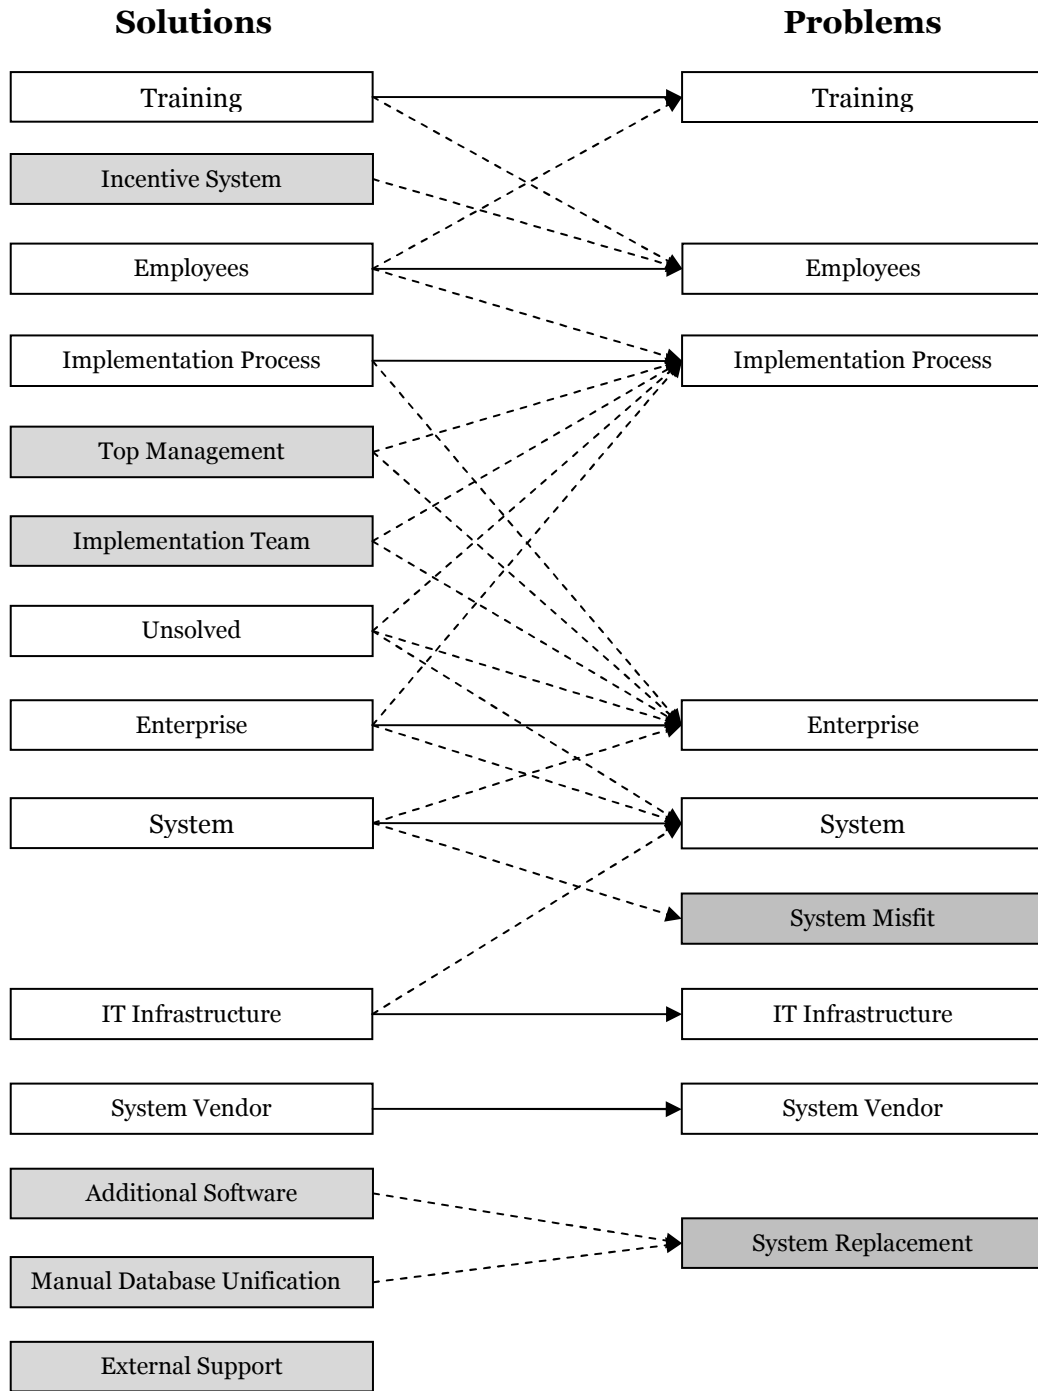 Solutions
Problems
Training
Training
Incentive System
Employees
Employees
Implementation Process
Implementation Process
Top Management
Implementation Team
Unsolved
Enterprise
Enterprise
System
System
System Misfit
IT Infrastructure
IT Infrastructure
System Vendor
System Vendor
Additional Software
System Replacement
Manual Database Unification
External Support